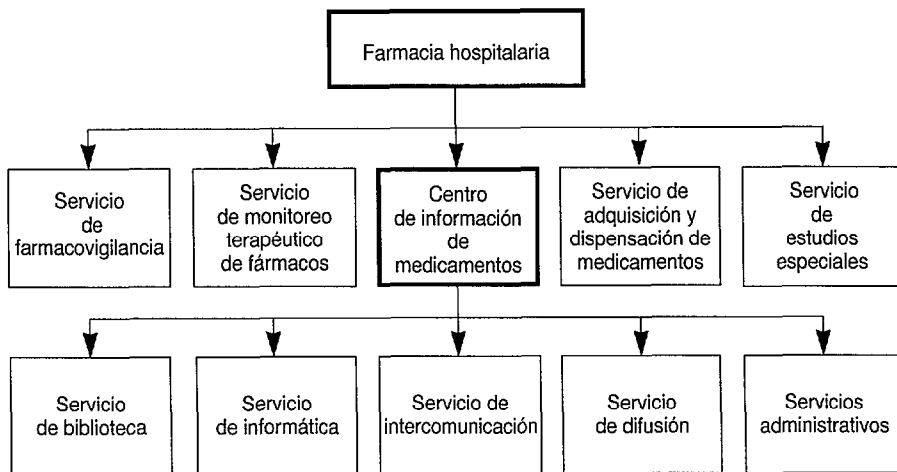 Farmacia hospitalaria
Servicio
de
farmacovigilancia
Servicio
de monitoreo
terapéutico
de fármacos
Centro
de información
de
medicamentos
Servicio de
adquisición y
dispensación de
medicamentos
Servicio
de
estudios
especiales
Servicio
de biblioteca
Servicio
de informática
Servicio de
intercomunicación
Servicio
de difusión
Servicios
administrativos